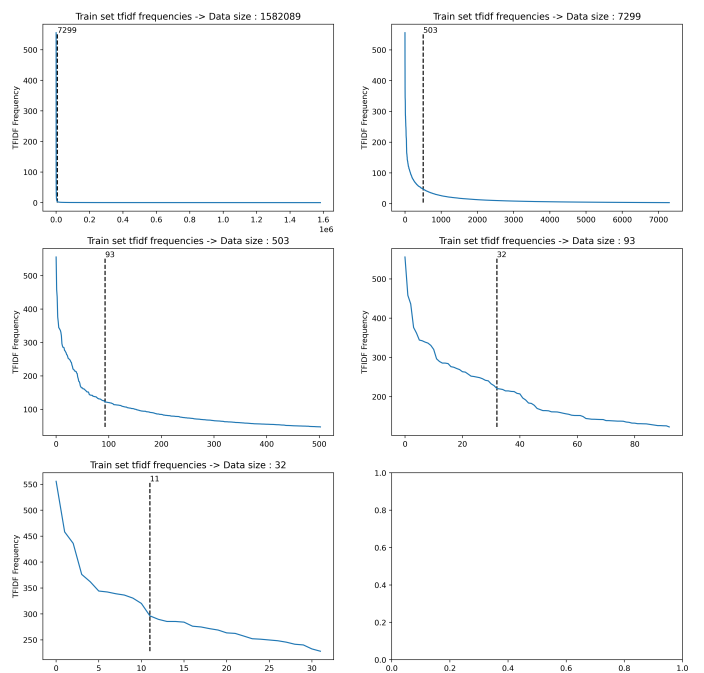 Train set tfidf frequencies -> Data size : 1582089
7299
TFIDF Frequency
500
400
300
200
100
0
0.0 0.2 0.4 0.6 0.8 1.0 1.2 1.4 1.6
1e6
Train set tfidf frequencies -> Data size : 7299
503
TFIDF Frequency
500
400
300
200
100
0
0 1000 2000 3000 4000 5000 6000 7000
Train set tfidf frequencies -> Data size : 503
93
TFIDF Frequency
500
400
300
200
100
0 100 200 300 400 500
Train set tfidf frequencies -> Data size : 93
32
TFIDF Frequency
500
400
300
200
0 20 40 60 80
Train set tfidf frequencies -> Data size : 32
11
TFIDF Frequency
550
500
450
400
350
300
250
0 5 10 15 20 25 30
1.0
0.8
0.6
0.4
0.2
0.0
0.0 0.2 0.4 0.6 0.8 1.0